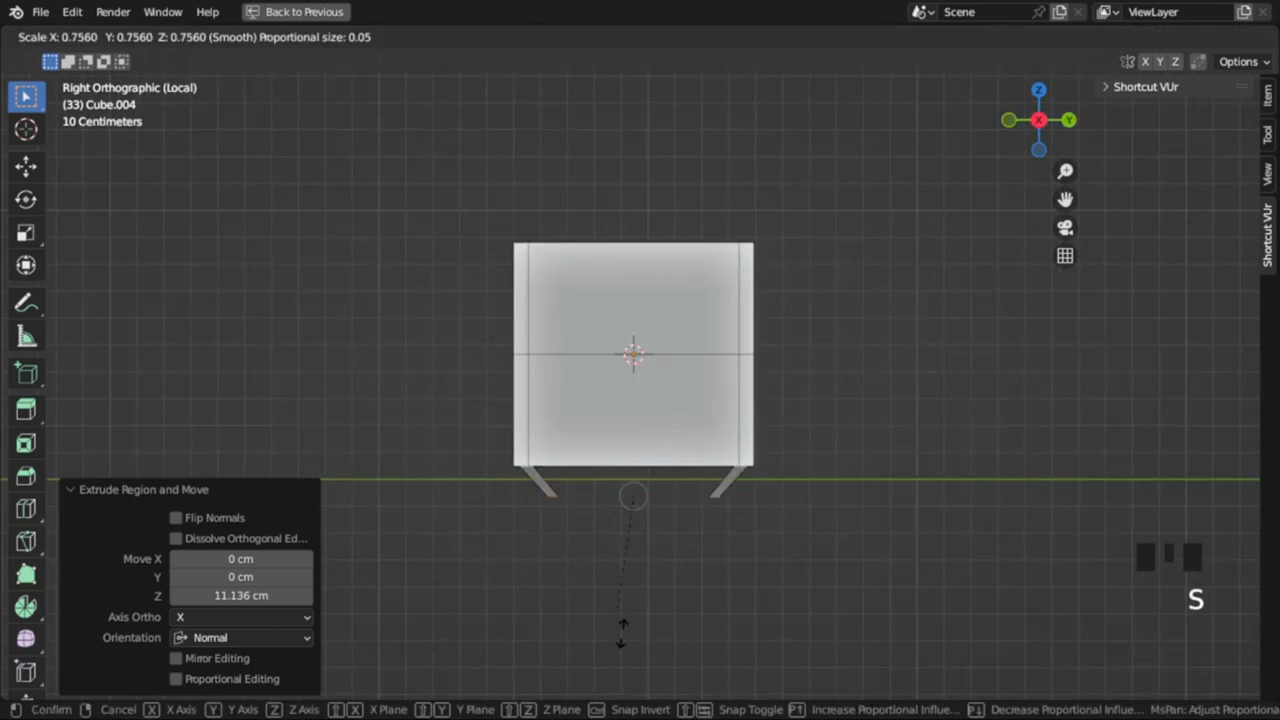 File Edit Render Window Help Back to Previous Scene ViewLayer
Scale X: 0.7560 Y: 0.7560 Z: 0.7560 (Smooth) Proportional size: 0.05
X Y Z Options
Right Orthographic (Local)
(33) Cube.004
10 Centimeters
Shortcut VUr
Z
X
Y
Item
Tool
View
Shortcut VUr
Extrude Region and Move
Flip Normals
Dissolve Orthogonal Ed...
Move X 0 cm
Y 0 cm
Z 11.136 cm
Axis Ortho X
Orientation Normal
Mirror Editing
Proportional Editing
S
Confirm Cancel X X Axis Y Y Axis Z Z Axis X X Plane Y Y Plane Z Z Plane Ctrl Snap Invert Snap Toggle Increase Proportional Influe... Decrease Proportional Influe... MsPan: Adjust Proportiona